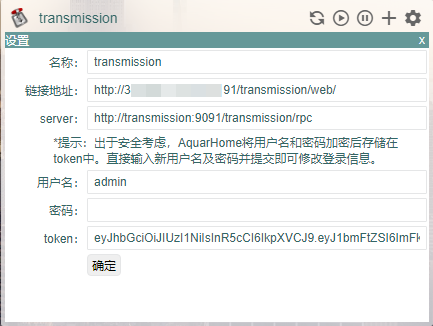 transmission
设置 x
名称： transmission
链接地址： http://3 91/transmission/web/
server： http://transmission:9091/transmission/rpc
*提示：出于安全考虑，AquarHome将用户名和密码加密后存储在
token中。直接输入新用户名及密码并提交即可修改登录信息。
用户名： admin
密码：
token：
确定